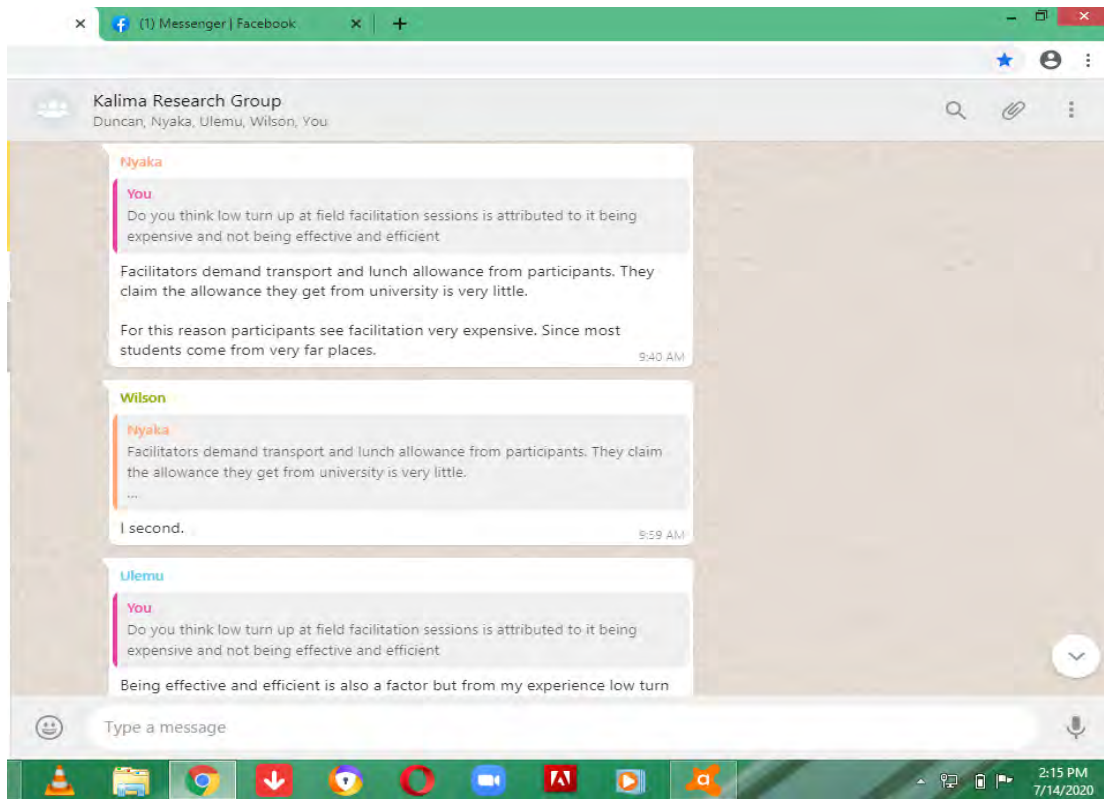 (1) Messenger | Facebook
Kalima Research Group
Duncan, Nyaka, Ulemu, Wilson, You
Nyaka
You
Do you think low turn up at field facilitation sessions is attributed to it being
expensive and not being effective and efficient
Facilitators demand transport and lunch allowance from participants. They
claim the allowance they get from university is very little.
For this reason participants see facilitation very expensive. Since most
students come from very far places.
9:40 AM
Wilson
Nyaka
Facilitators demand transport and lunch allowance from participants. They claim
the allowance they get from university is very little.
...
I second.
9:59 AM
Ulemu
You
Do you think low turn up at field facilitation sessions is attributed to it being
expensive and not being effective and efficient
Being effective and efficient is also a factor but from my experience low turn
Type a message
2:15 PM
7/14/2020